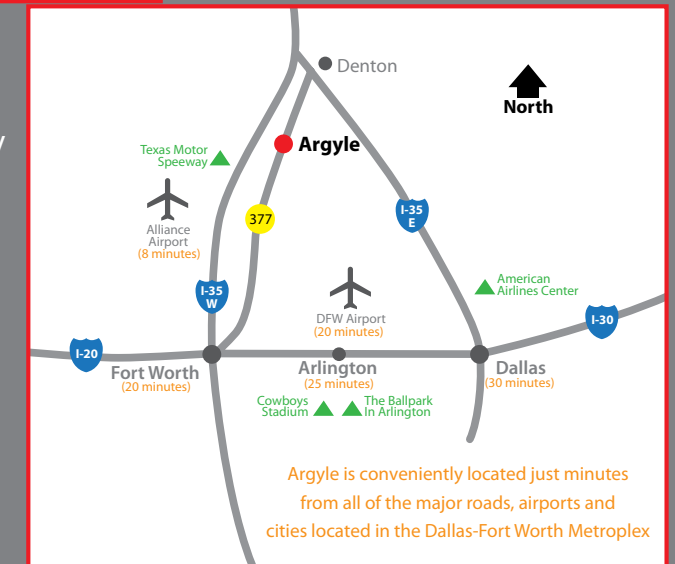 Denton
North
Argyle
Texas Motor
Speedway
377
I-35
E
Alliance
Airport
(8 minutes)
American
Airlines Center
I-35
W
DFW Airport
(20 minutes)
I-30
I-20
Fort Worth
(20 minutes)
Arlington
(25 minutes)
Dallas
(30 minutes)
Cowboys
Stadium
The Ballpark
In Arlington
Argyle is conveniently located just minutes
from all of the major roads, airports and
cities located in the Dallas-Fort Worth Metroplex